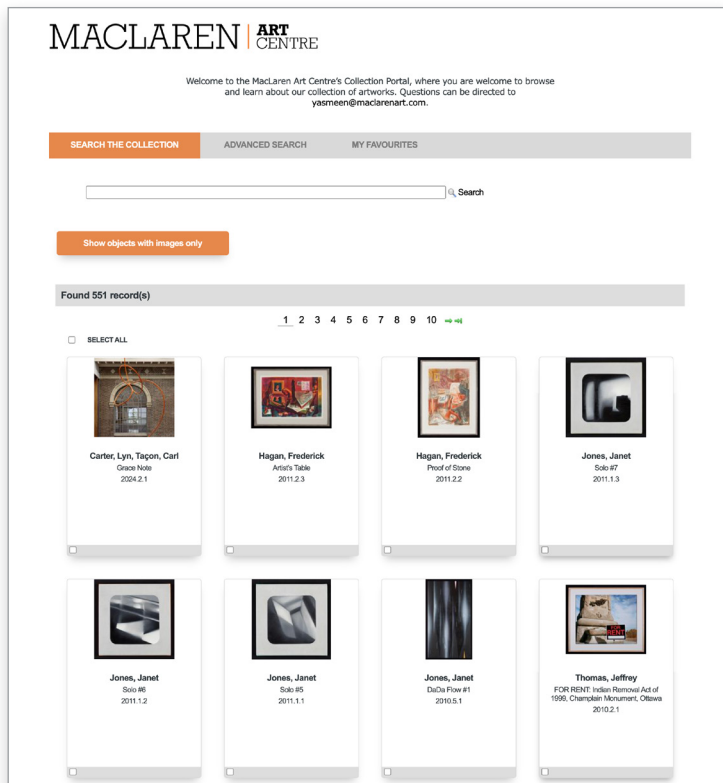 MACLAREN ART
CENTRE
Welcome to the MacLaren Art Centre's Collection Portal, where you are welcome to browse
and learn about our collection of artworks. Questions can be directed to
yasmeen@maclarenart.com.
SEARCH THE COLLECTION ADVANCED SEARCH MY FAVOURITES
Search
Show objects with images only
Found 551 record(s)
1 2 3 4 5 6 7 8 9 10
SELECT ALL
Carter, Lyn, Taçon, Carl
Grace Note
2024.2.1
Hagan, Frederick
Artist's Table
2011.2.3
Hagan, Frederick
Proof of Stone
2011.2.2
Jones, Janet
Solo #7
2011.1.3
FOR
RENT
Jones, Janet
Solo #6
2011.1.2
Jones, Janet
Solo #5
2011.1.1
Jones, Janet
DaDa Flow #1
2010.5.1
Thomas, Jeffrey
FOR RENT: Indian Removal Act of
1999, Champlain Monument, Ottawa
2010.2.1